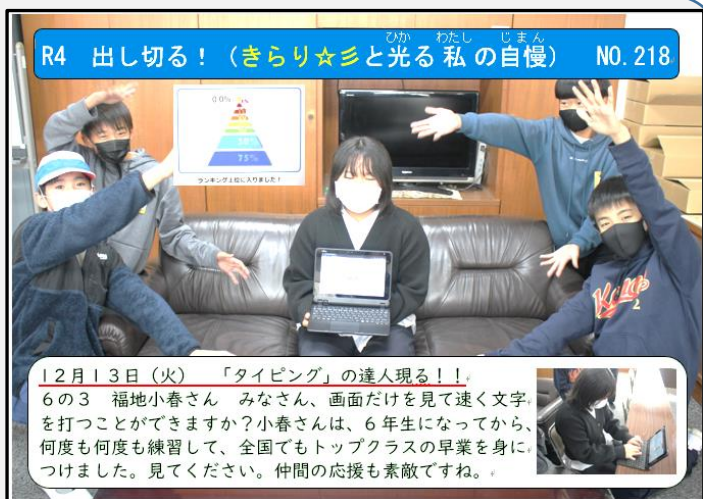 R4 出し切る！（きらり☆彡と光る私の自慢） NO.218
ひか わたし じまん
0.0%
75%
ランキング上位に入りました！
2
12月13日（火） 「タイピング」の達人現る！！
6の3 福地小春さん みなさん、画面だけを見て速く文字
を打つことができますか？小春さんは、6年生になってから、
何度も何度も練習して、全国でもトップクラスの早業を身に
つけました。見てください。仲間の応援も素敵ですね。